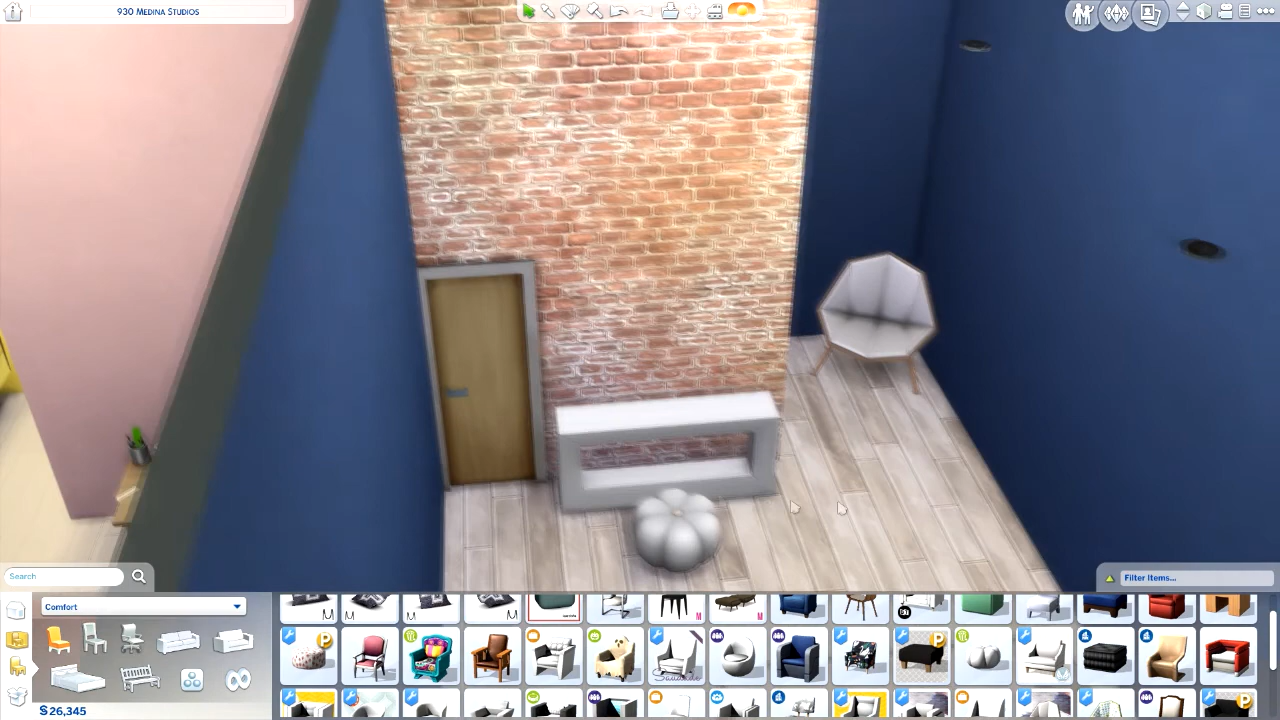 930 MEDINA STUDIOS
Search
Filter Items...
Comfort
M
M
M
M
P
P
P
§26,345